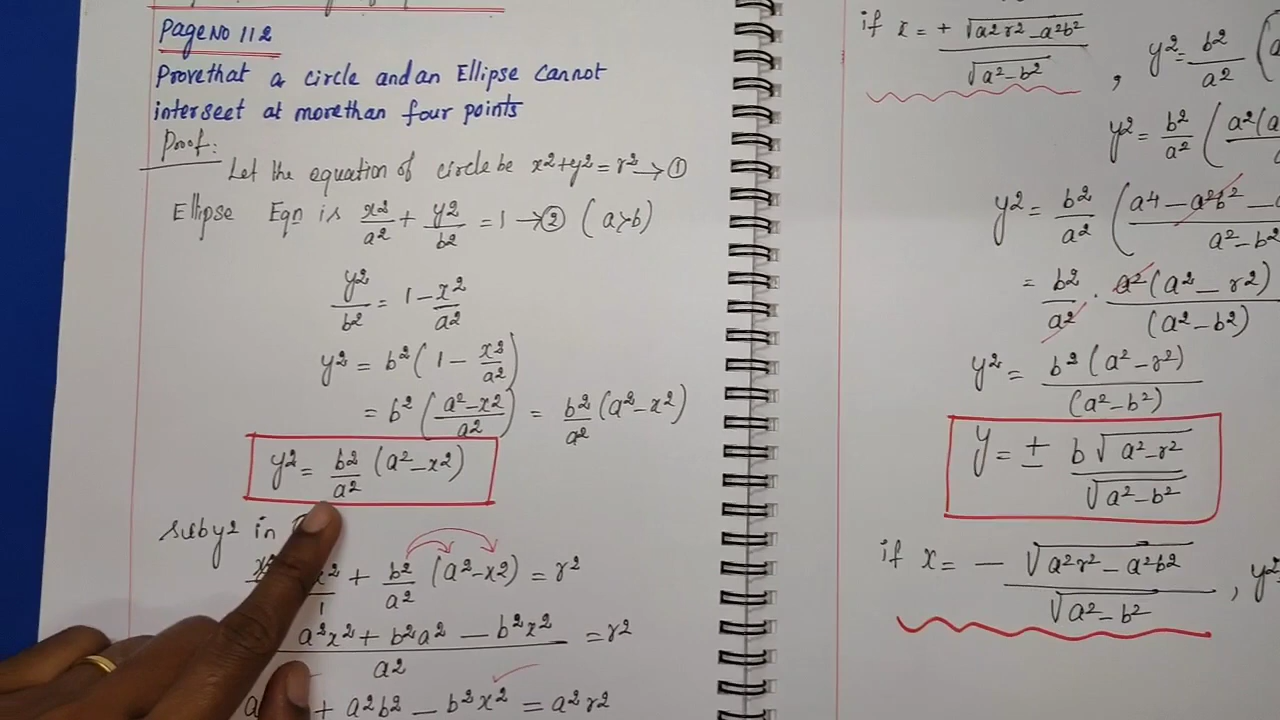 Page No 112
Prove that a circle and an Ellipse cannot
interseet at morethan four points
Proof:
Let the equation of circle be x²+y²=r² → ①
Ellipse Eqn is x²/a² + y²/b² = 1 → ② (a>b)
y²/b² = 1 - x²/a²
y² = b² (1 - x²/a²)
= b² (a²-x²/a²) = b²/a² (a²-x²)
y² = b²/a² (a²-x²)
sub y² in
x²/1 + b²/a² (a²-x²) = r²
a²x² + b²a² - b²x²/a² = r²
+ a²b² - b²x² = a²r²
if x = + √a²r²-a²b²/√a²-b² , y² = b²/a²
y² = b²/a² (
y² = b²/a² (a⁴ - a²b² - /a²-b²
= b²/a² . a²(a²-r²)/(a²-b²)
y² = b²(a²-r²)/(a²-b²)
y = ± b√a²-r²/√a²-b²
if x = - √a²r²-a²b²/√a²-b² , y²